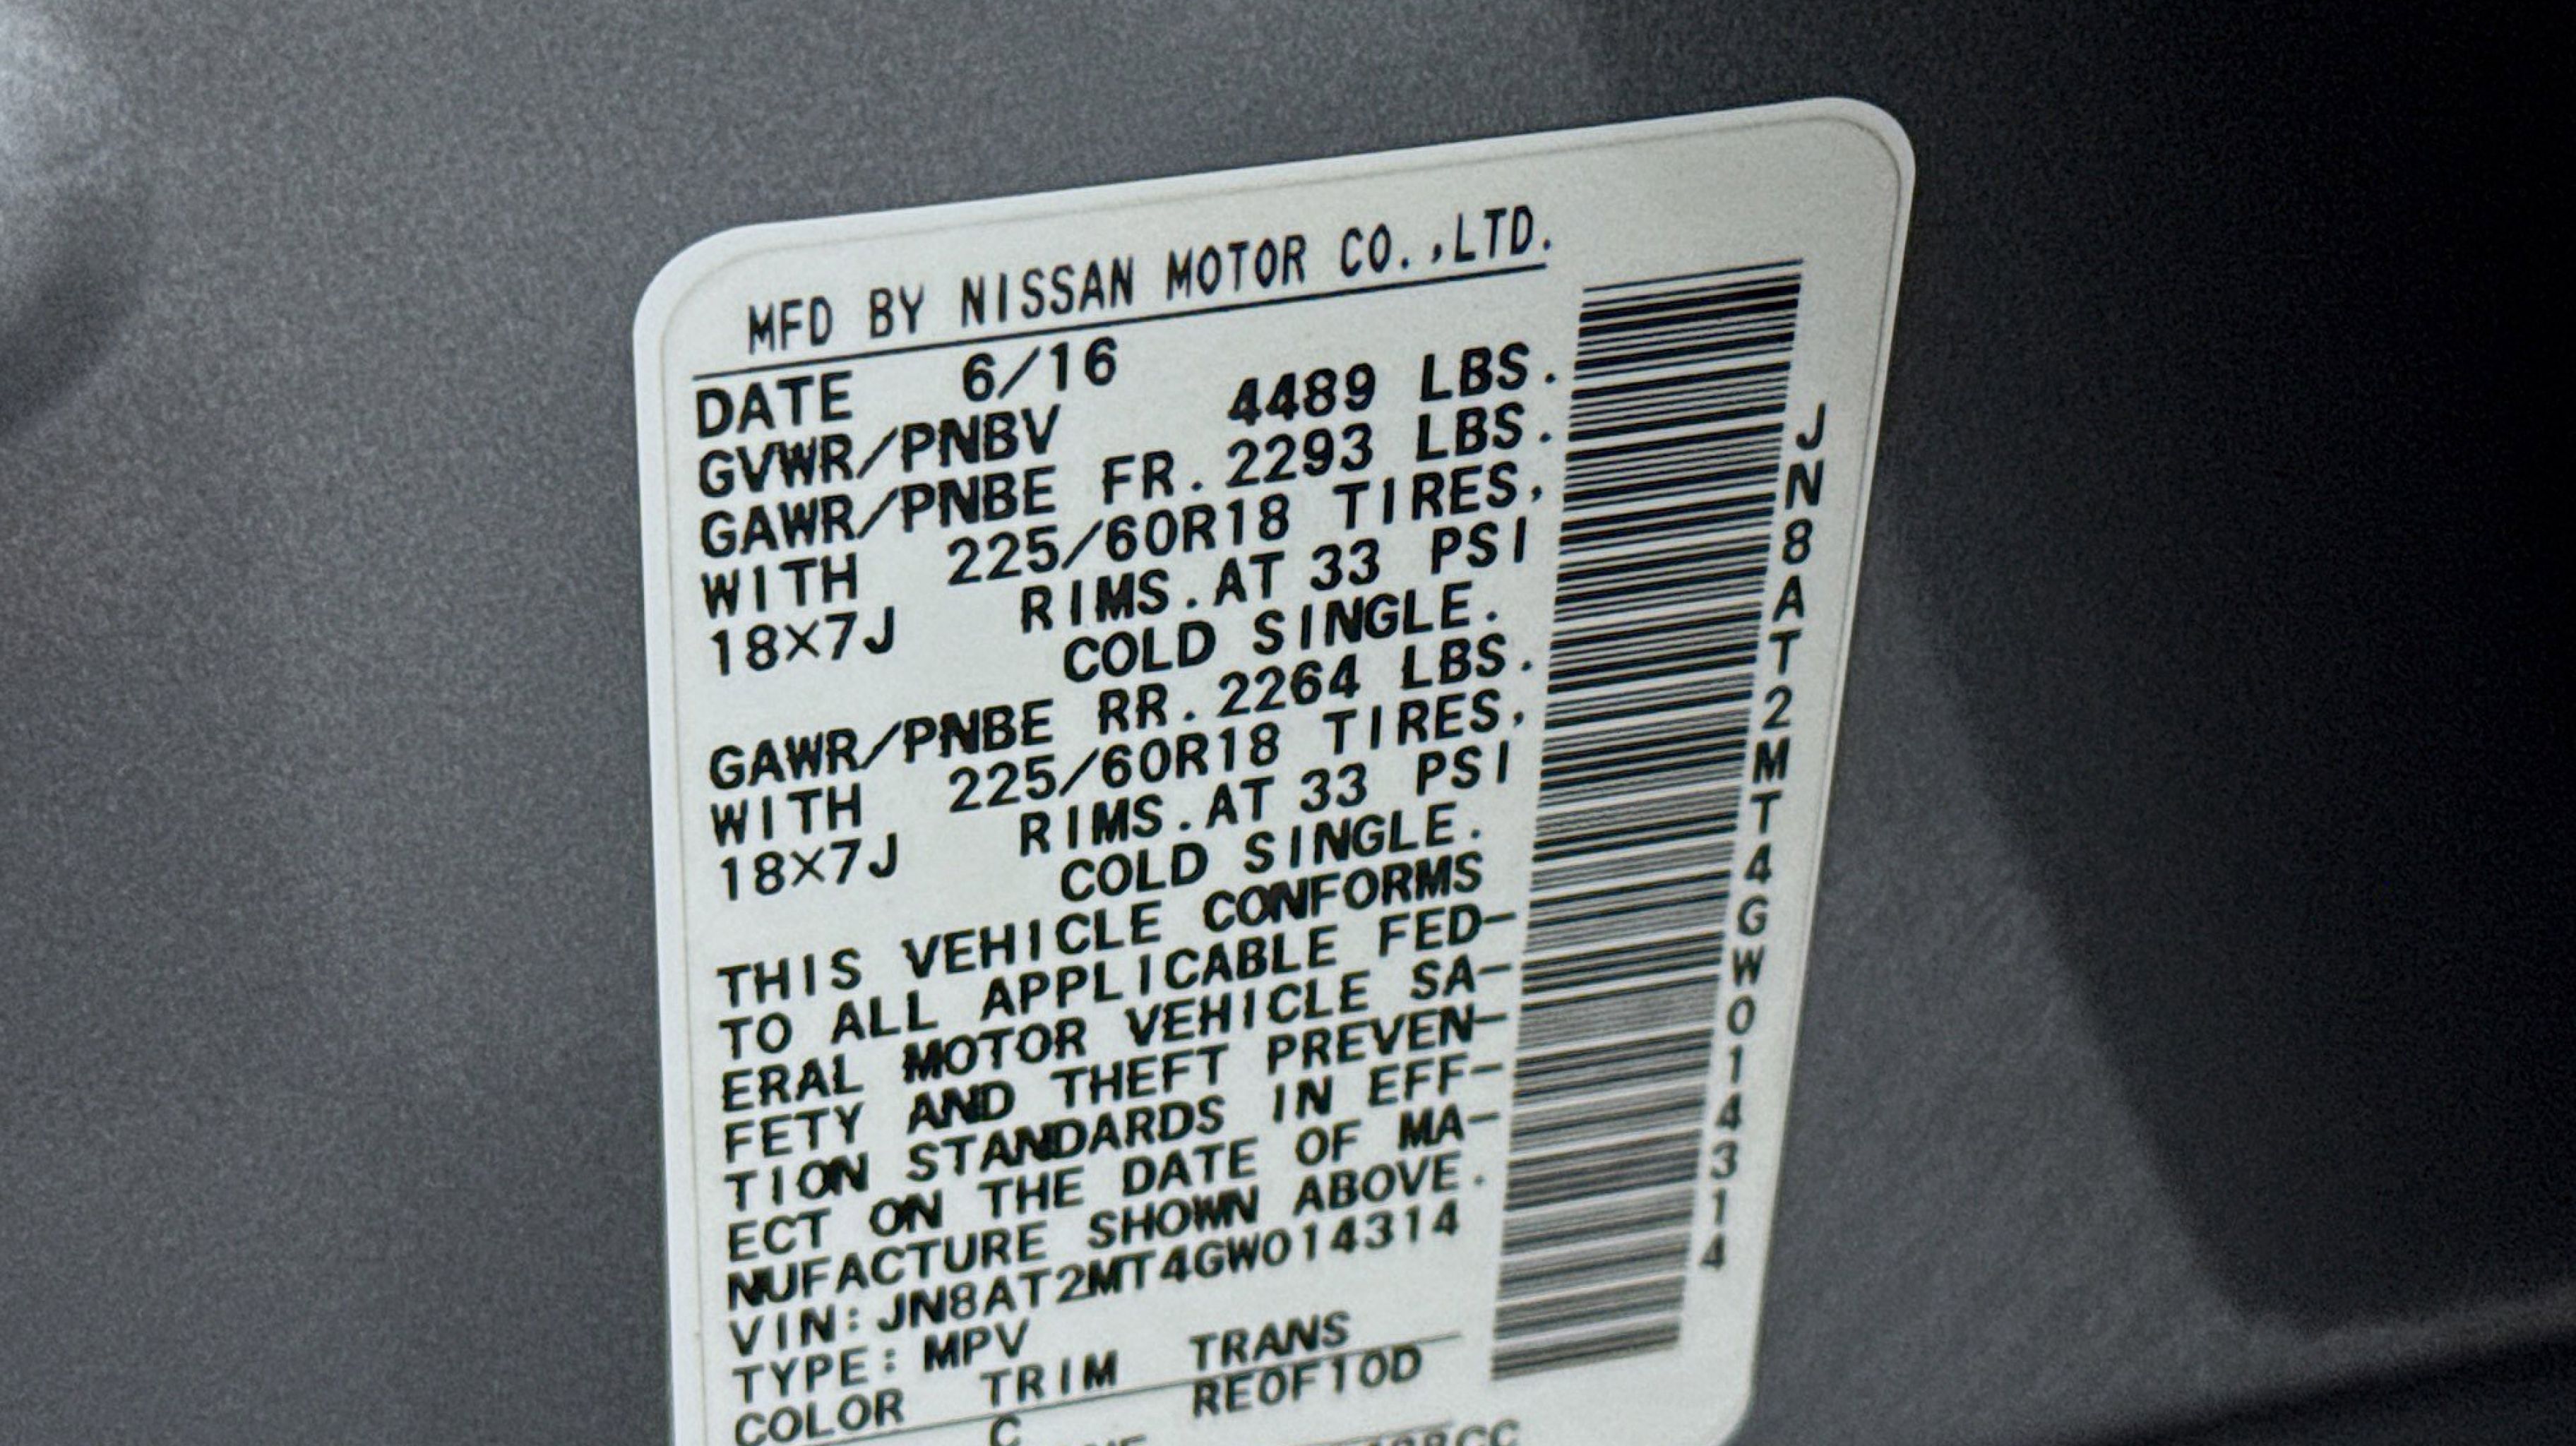 MFD BY NISSAN MOTOR CO.,LTD.
DATE 6/16
GVWR/PNBV 4489 LBS.
GAWR/PNBE FR. 2293 LBS.
WITH 225/60R18 TIRES,
18×7J RIMS. AT 33 PSI
COLD SINGLE.
GAWR/PNBE RR. 2264 LBS.
WITH 225/60R18 TIRES,
18×7J RIMS. AT 33 PSI
COLD SINGLE.
THIS VEHICLE CONFORMS
TO ALL APPLICABLE FED-
ERAL MOTOR VEHICLE SA-
FETY AND THEFT PREVEN-
TION STANDARDS IN EFF-
ECT ON THE DATE OF MA-
NUFACTURE SHOWN ABOVE.
VIN: JN8AT2MT4GW014314
TYPE: MPV
COLOR TRIM TRANS
C RE0F10D
JN8AT2MT4GW014314